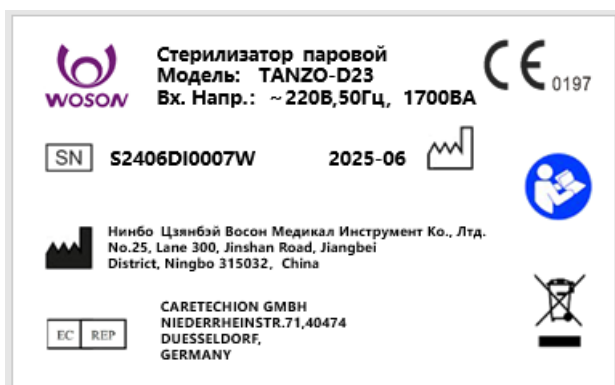 WOSON
Стерилизатор паровой
Модель: TANZO-D23
Вх. Напр.: ~220В,50Гц, 1700ВА
CE 0197
SN S2406DI0007W 2025-06
Нинбо Цзянбэй Восон Медикал Инструмент Ко., Лтд.
No.25, Lane 300, Jinshan Road, Jiangbei
District, Ningbo 315032, China
EC REP
CARETECHION GMBH
NIEDERRHEINSTR.71,40474
DUESSELDORF,
GERMANY